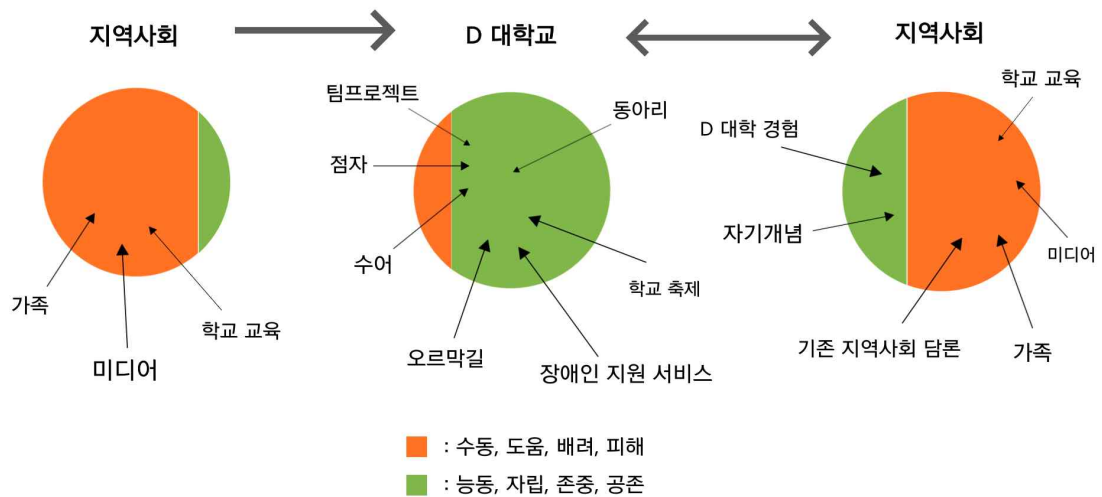 지역사회
D 대학교
지역사회
가족
미디어
학교 교육
팀프로젝트
점자
수어
동아리
오르막길
장애인 지원 서비스
학교 축제
D 대학 경험
자기개념
학교 교육
미디어
기존 지역사회 담론
가족
: 수동, 도움, 배려, 피해
: 능동, 자립, 존중, 공존